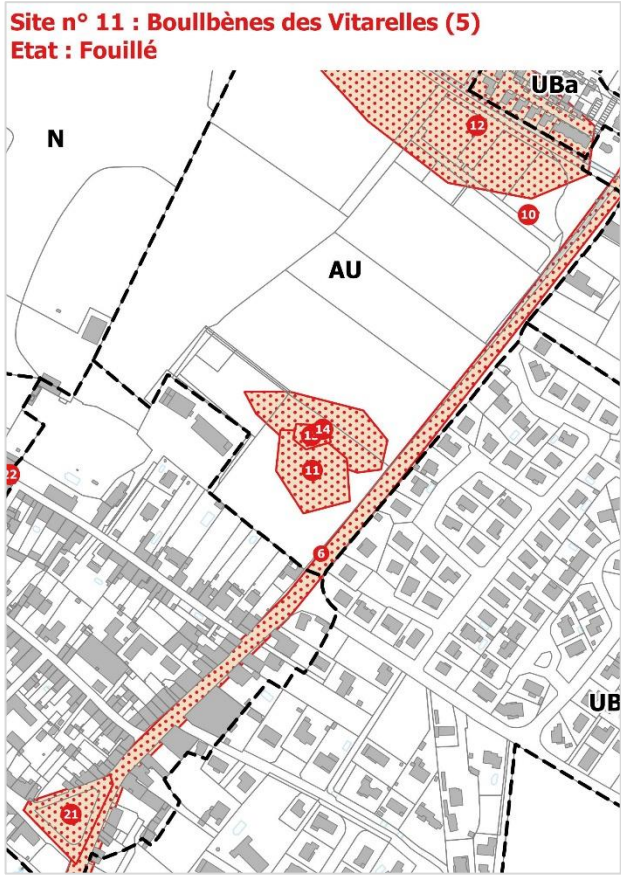 Site n° 11 : Boullbènes des Vitarelles (5)
Etat : Fouillé
UBa
N
12
10
AU
14
11
22
6
UB
21